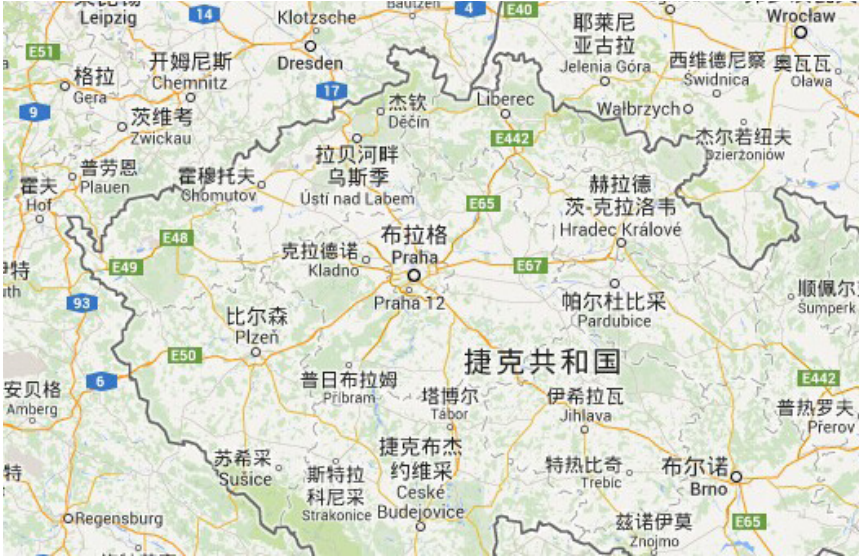 Leipzig
14
Klotzsche
4
E40
Wrocław
E51
开姆尼斯
Chemnitz
Dresden
耶莱尼
亚古拉
Jelenia Góra
西维德尼察
Świdnica
奥瓦瓦
Oława
格拉
Gera
17
杰钦
Děčín
Liberec
Wałbrzych
9
茨维考
Zwickau
E442
杰尔若纽夫
Dzierżoniów
拉贝河畔
乌斯季
Ústí nad Labem
普劳恩
Plauen
霍夫
Hof
霍穆托夫
Chomutov
赫拉德
茨-克拉洛韦
Hradec Králové
E65
E48
布拉格
Praha
克拉德诺
Kladno
E49
E67
Praha 12
93
帕尔杜比采
Pardubice
顺佩尔
Šumperk
比尔森
Plzeň
E50
捷克共和国
6
普日布拉姆
Příbram
塔博尔
Tábor
伊希拉瓦
Jihlava
E442
安贝格
Amberg
普热罗夫
Přerov
苏希采
Sušice
斯特拉
科尼采
Strakonice
捷克布杰
约维采
České
Budějovice
特热比奇
Trebic
布尔诺
Brno
Regensburg
兹诺伊莫
Znojmo
E65